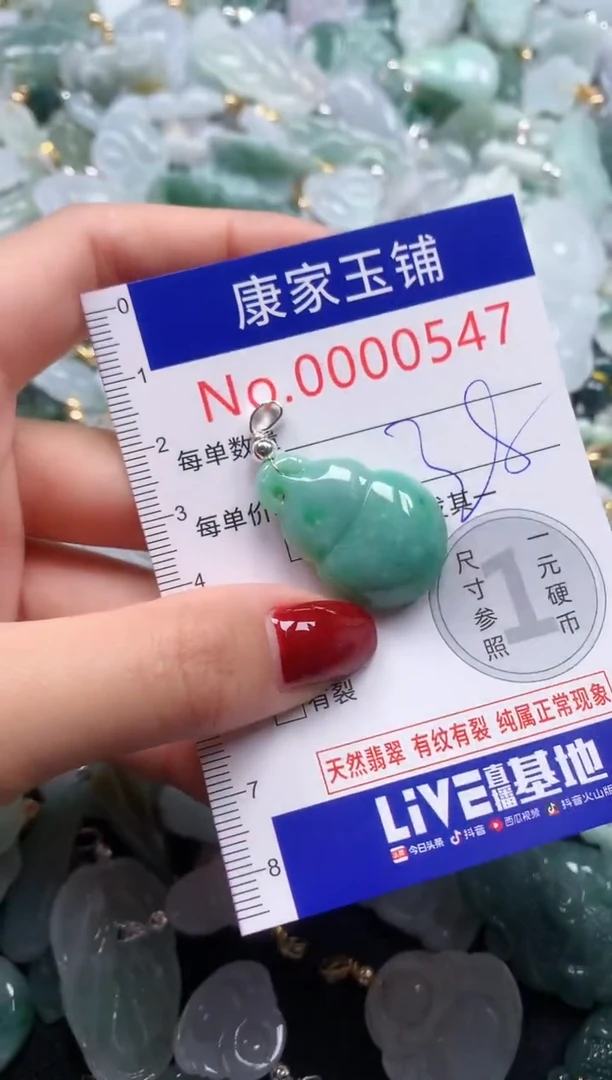 康家玉铺
No.0000547
0
1
2
3
4
7
8
每单数
38
每单价
其一
1
一元硬币
尺寸参照
有裂
天然翡翠 有纹有裂 纯属正常现象
LiVE直播基地
今日头条 抖音 西瓜视频 抖音火山版